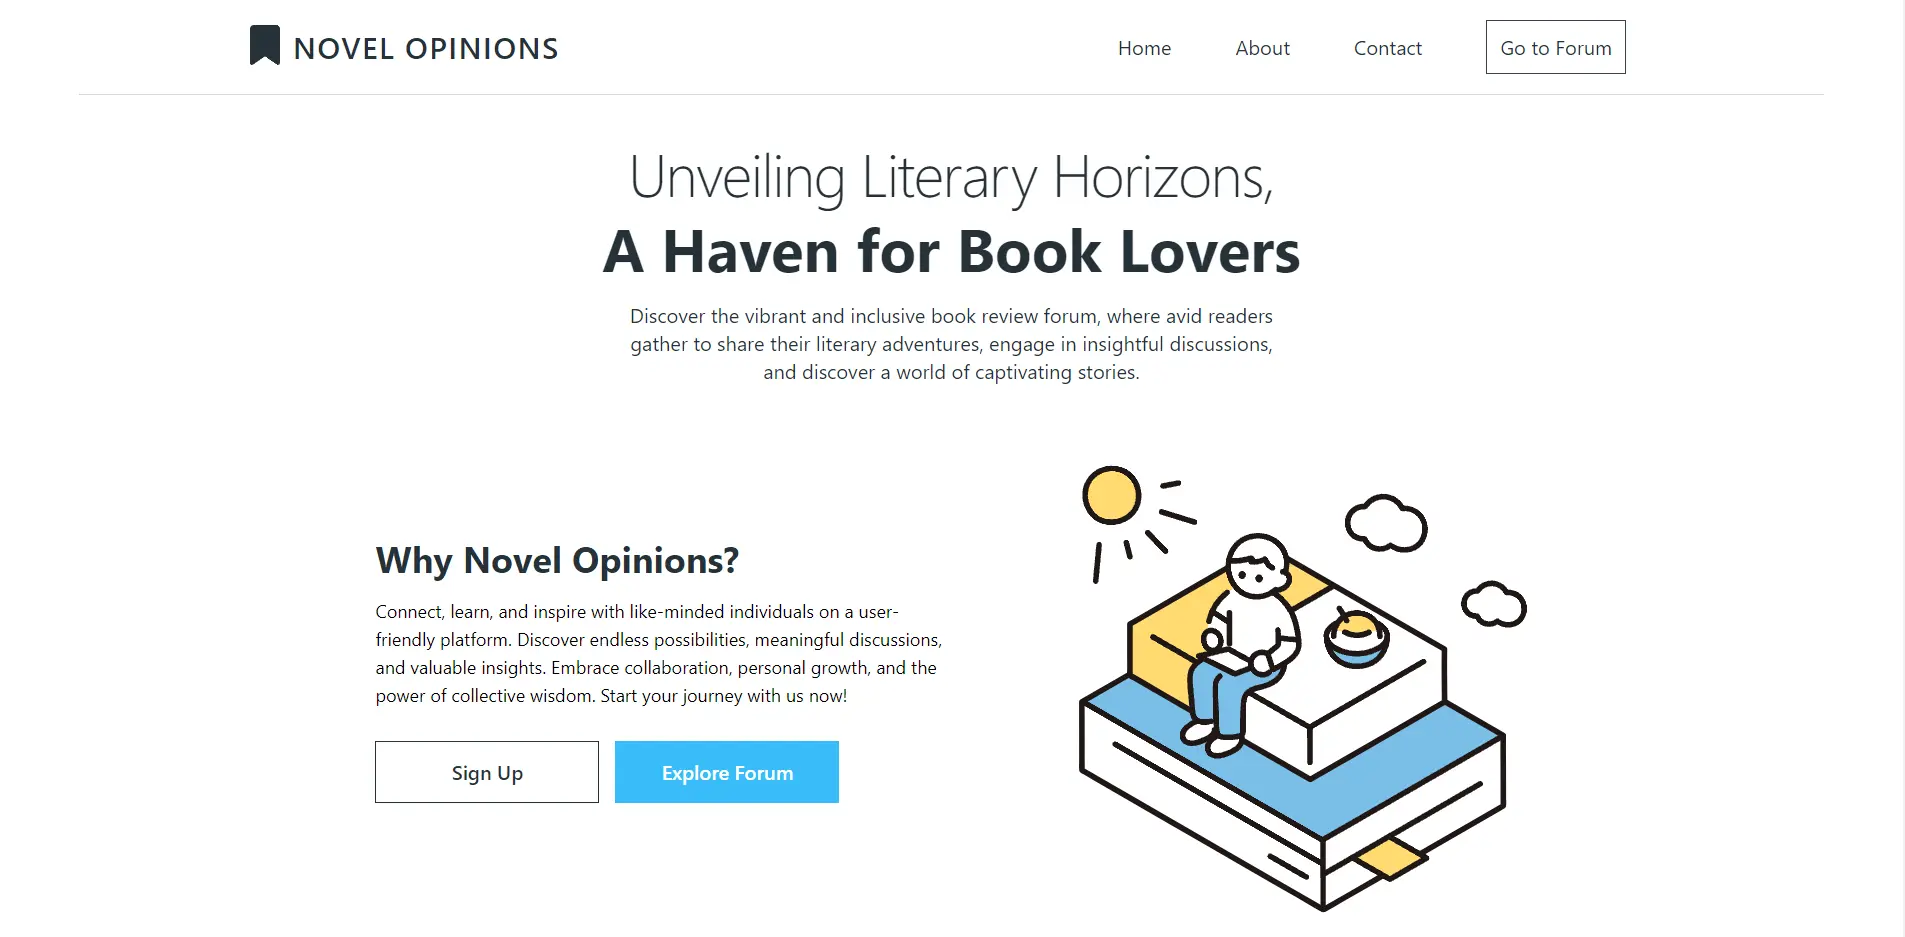 NOVEL OPINIONS
Home
About
Contact
Go to Forum
Unveiling Literary Horizons,
A Haven for Book Lovers
Discover the vibrant and inclusive book review forum, where avid readers
gather to share their literary adventures, engage in insightful discussions,
and discover a world of captivating stories.
Why Novel Opinions?
Connect, learn, and inspire with like-minded individuals on a user-
friendly platform. Discover endless possibilities, meaningful discussions,
and valuable insights. Embrace collaboration, personal growth, and the
power of collective wisdom. Start your journey with us now!
Sign Up
Explore Forum